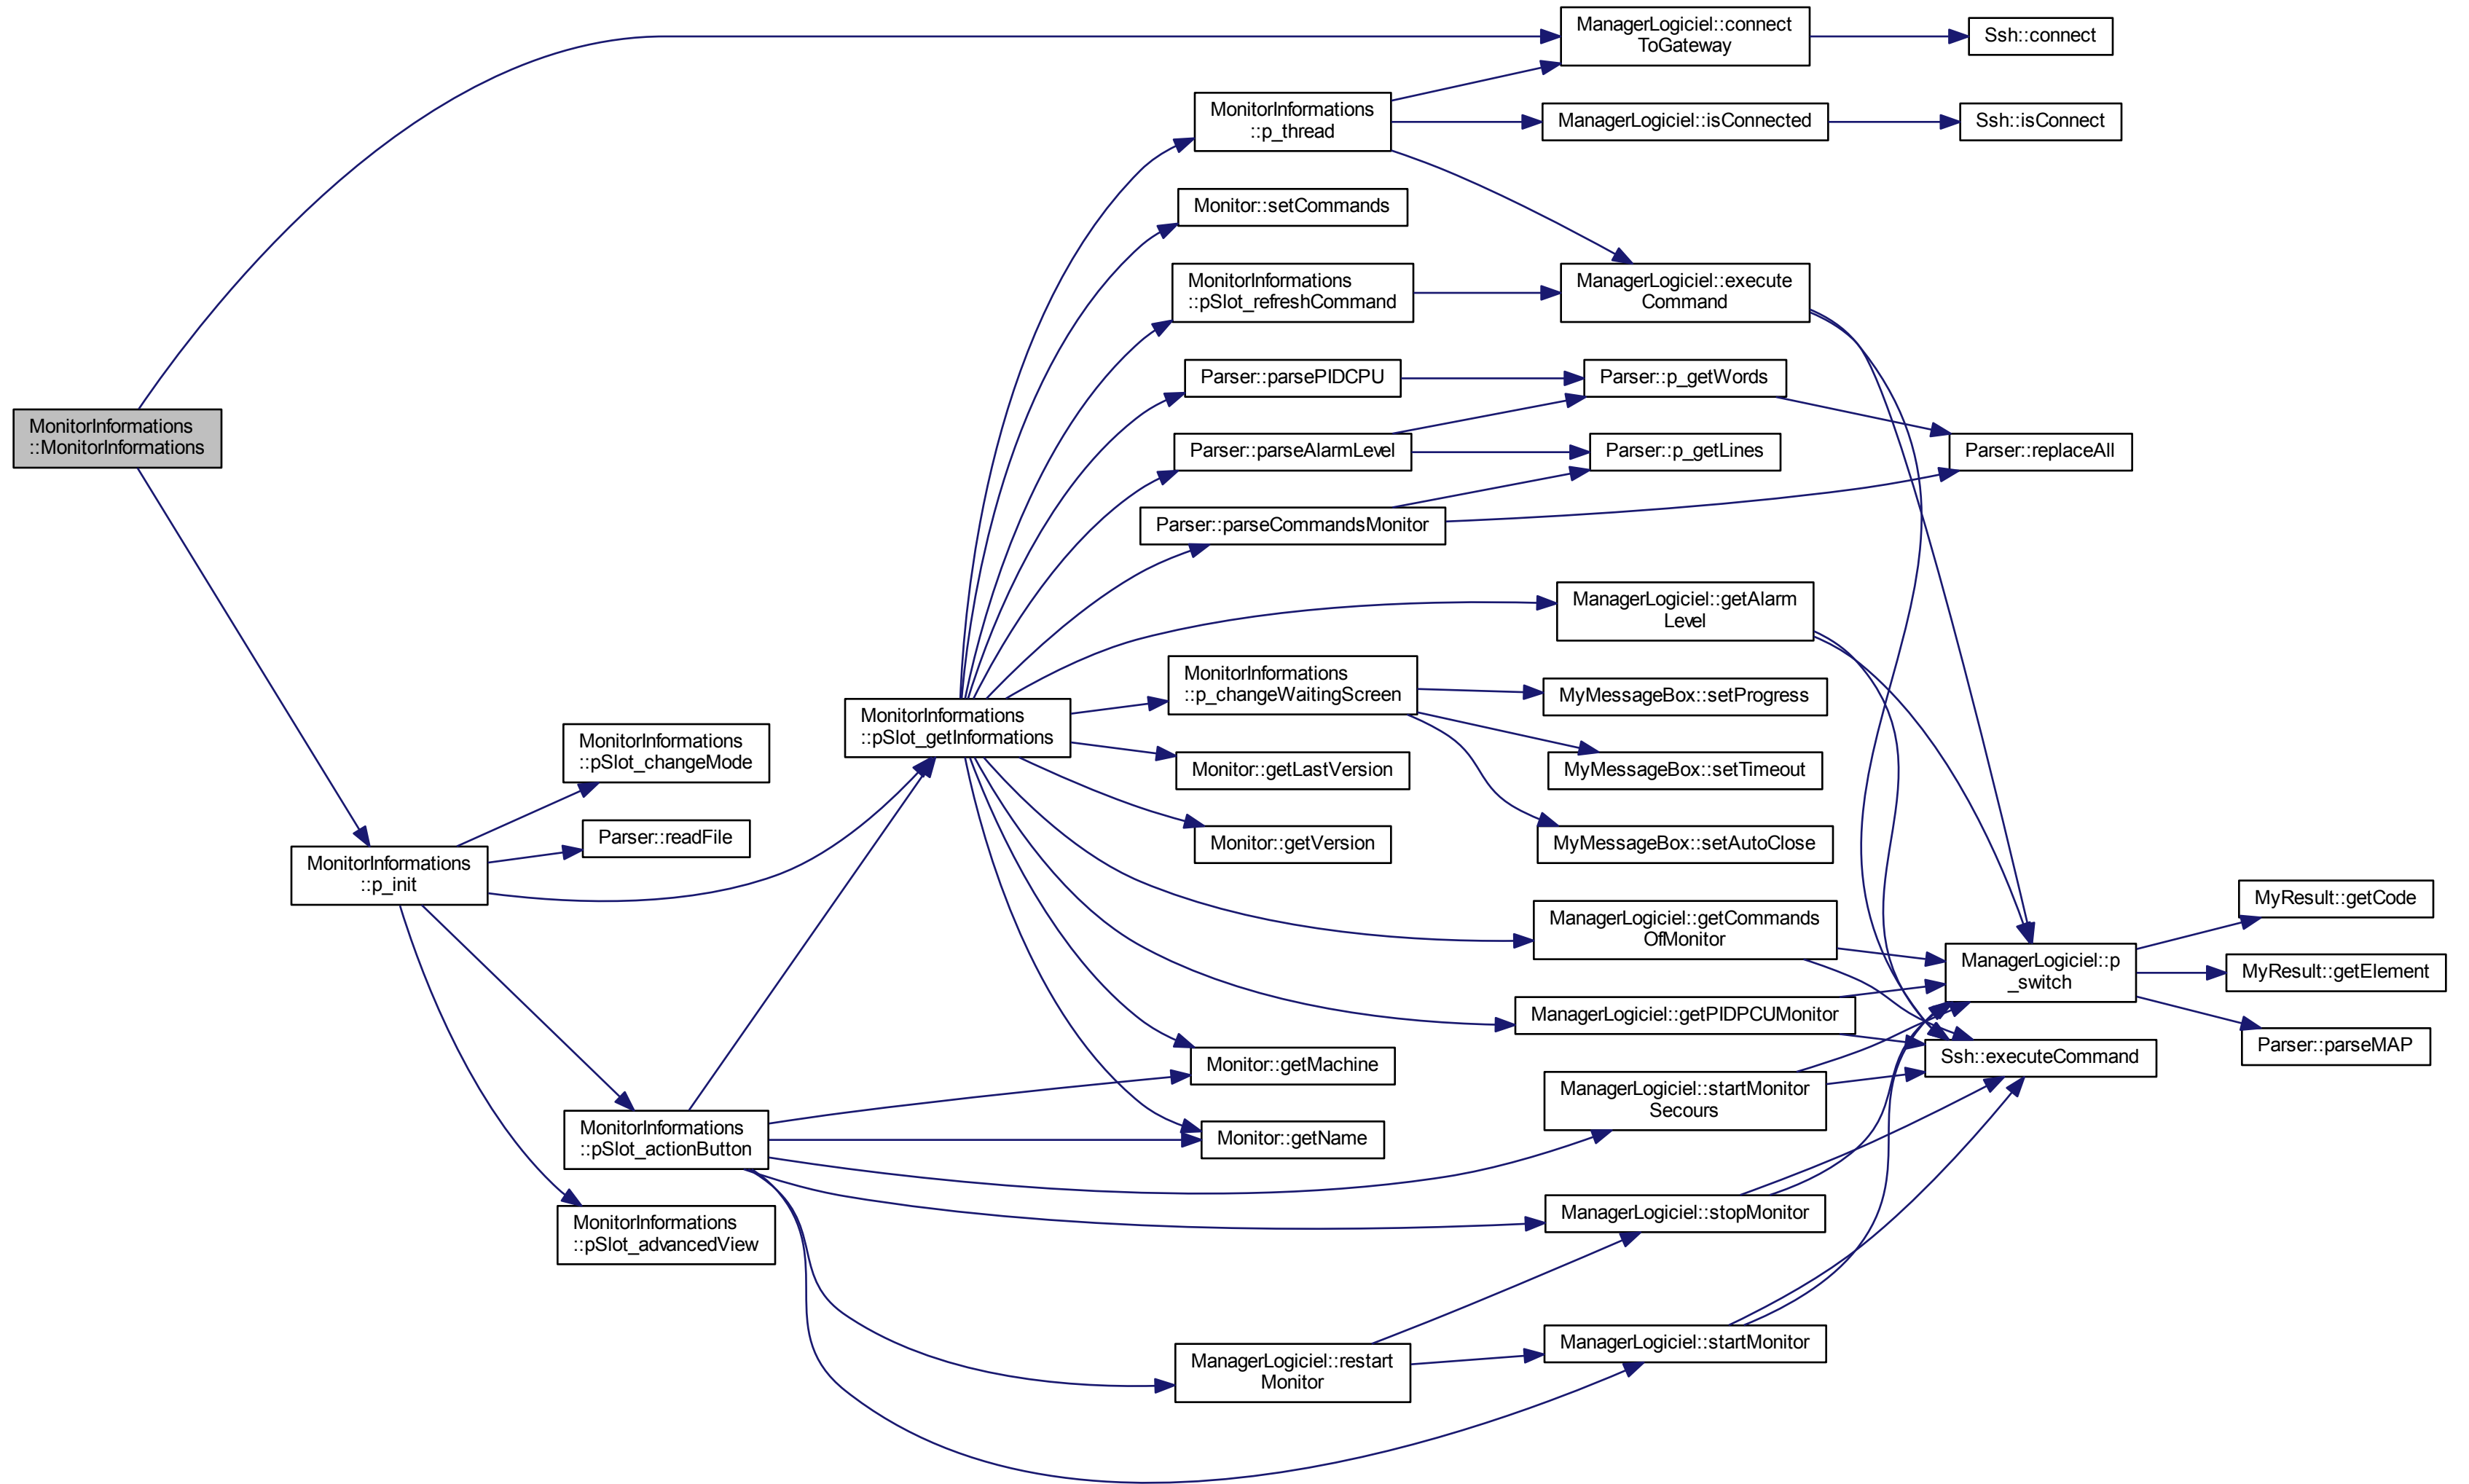 MonitorInformations
::MonitorInformations
MonitorInformations
::p_init
MonitorInformations
::pSlot_changeMode
Parser::readFile
MonitorInformations
::pSlot_actionButton
MonitorInformations
::pSlot_advancedView
MonitorInformations
::pSlot_getInformations
MonitorInformations
::p_thread
Monitor::setCommands
MonitorInformations
::pSlot_refreshCommand
Parser::parsePIDCPU
Parser::parseAlarmLevel
Parser::parseCommandsMonitor
MonitorInformations
::p_changeWaitingScreen
Monitor::getLastVersion
Monitor::getVersion
Monitor::getMachine
Monitor::getName
ManagerLogiciel::restart
Monitor
ManagerLogiciel::connect
ToGateway
ManagerLogiciel::isConnected
ManagerLogiciel::execute
Command
Parser::p_getWords
Parser::p_getLines
ManagerLogiciel::getAlarm
Level
MyMessageBox::setProgress
MyMessageBox::setTimeout
MyMessageBox::setAutoClose
ManagerLogiciel::getCommands
OfMonitor
ManagerLogiciel::getPIDPCUMonitor
ManagerLogiciel::startMonitor
Secours
ManagerLogiciel::stopMonitor
ManagerLogiciel::startMonitor
Ssh::connect
Ssh::isConnect
Parser::replaceAll
ManagerLogiciel::p
_switch
Ssh::executeCommand
MyResult::getCode
MyResult::getElement
Parser::parseMAP